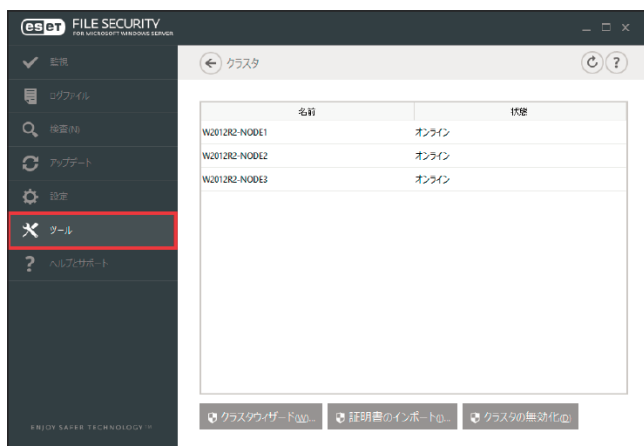 eset FILE SECURITY
FOR MICROSOFT WINDOWS SERVER
監視
ログファイル
検査(N)
アップデート
設定
ツール
ヘルプとサポート
ENJOY SAFER TECHNOLOGY™
クラスタ
?
名前 状態
W2012R2-NODE1 オンライン
W2012R2-NODE2 オンライン
W2012R2-NODE3 オンライン
クラスタウィザード(W)... 証明書のインポート(I)... クラスタの無効化(D)